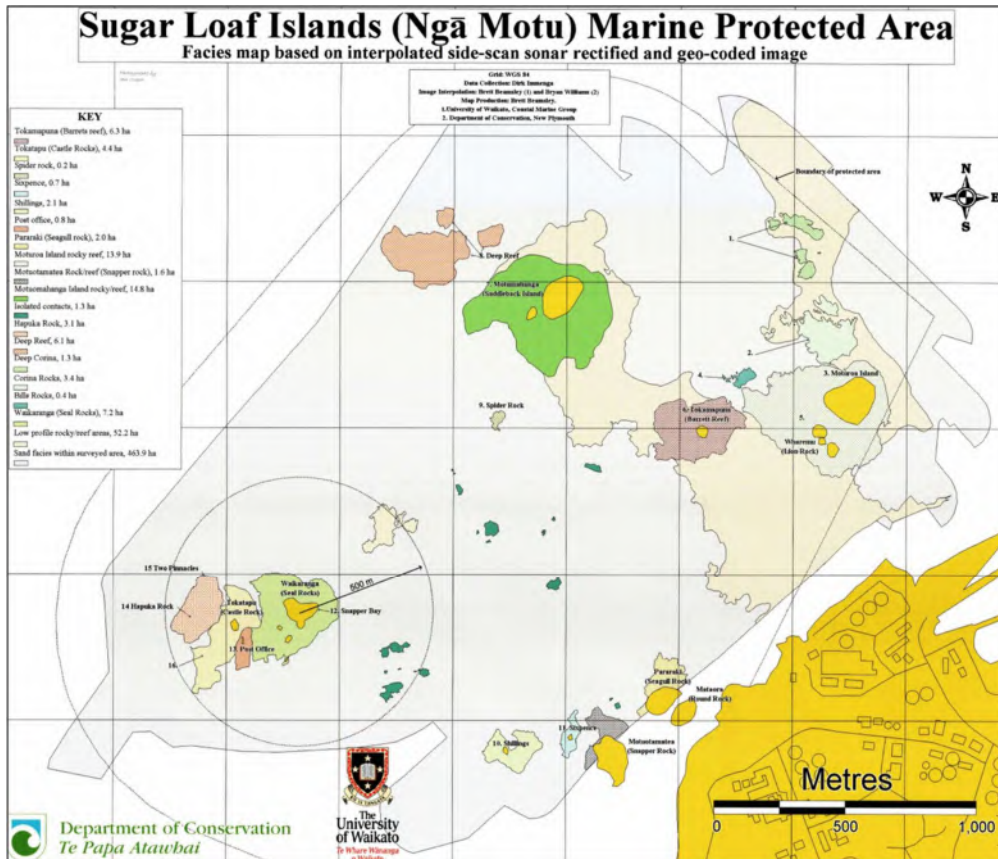 Sugar Loaf Islands (Ngā Motu) Marine Protected Area
Facies map based on interpolated side-scan sonar rectified and geo-coded image
Grid: WGS 84
Data Collection: Dirk Immenga
Image Interpolation: Brett Beamsley (1) and Bryan Williams (2)
Map Production: Brett Beamsley.
1.University of Waikato, Coastal Marine Group
2. Department of Conservation, New Plymouth
KEY
Tokamapuna (Barrets reef), 6.3 ha
Tokatapu (Castle Rocks), 4.4 ha
Spider rock, 0.2 ha
Sixpence, 0.7 ha
Shillings, 2.1 ha
Post office, 0.8 ha
Pararaki (Seagull rock), 2.0 ha
Moturoa Island rocky reef, 13.9 ha
Motuotamatea Rock/reef (Snapper rock), 1.6 ha
Motuomahanga Island rocky/reef, 14.8 ha
Isolated contacts, 1.3 ha
Hapuka Rock, 3.1 ha
Deep Reef, 6.1 ha
Deep Corina, 1.3 ha
Corina Rocks, 3.4 ha
Bills Rocks, 0.4 ha
Waikaranga (Seal Rocks), 7.2 ha
Low profile rocky/reef areas, 52.2 ha
Sand facies within surveyed area, 463.9 ha
Boundary of protected area
N
W E
S
1.
8. Deep Reef
(Saddleback Island)
2.
3. Moturoa Island
4.
9. Spider Rock
6. Tokamapuna
(Barrett Reef)
5.
(Lion Rock)
15 Two Pinnacles
500 m
Waikaranga
(Seal Rocks)
14 Hapuka Rock
Tokatapu
(Castle Rock)
12. Snapper Bay
13. Post Office
16.
Pararaki
(Seagull Rock)
Mataora
(Round Rock)
11. Sixpence
10. Shillings
(Snapper Rock)
Metres
0 500 1,000
Department of Conservation
Te Papa Atawhai
The
University
of Waikato
Te Whare Wānanga
o Waikato